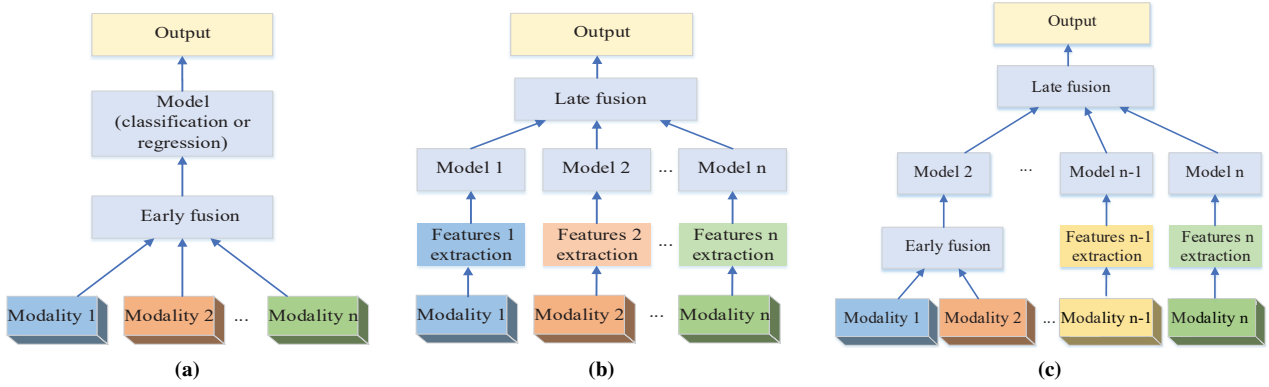 Output
Model
(classification or
regression)
Early fusion
Modality 1
Modality 2
...
Modality n
(a)
Output
Late fusion
Model 1
Model 2
...
Model n
Features 1
extraction
Features 2
extraction
...
Features n
extraction
Modality 1
Modality 2
...
Modality n
(b)
Output
Late fusion
Model 2
...
Model n-1
Model n
Early fusion
Features n-1
extraction
Features n
extraction
Modality 1
Modality 2
...
Modality n-1
Modality n
(c)